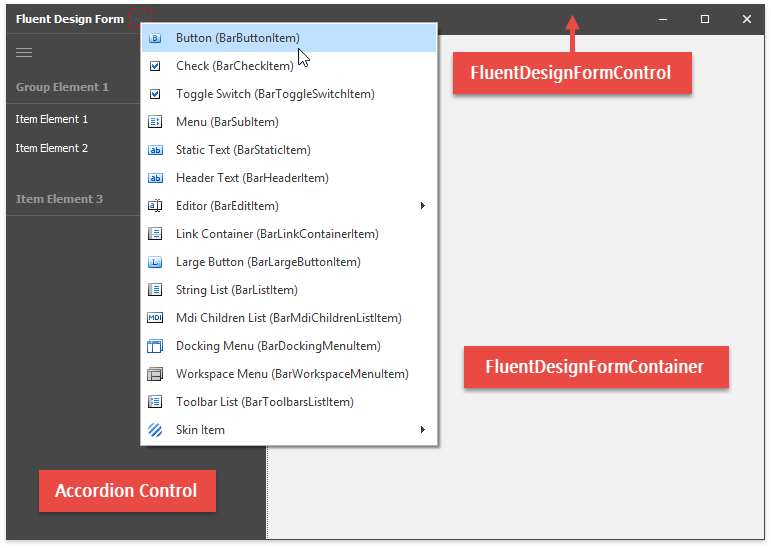 Fluent Design Form
Button (BarButtonItem)
Check (BarCheckItem)
Toggle Switch (BarToggleSwitchItem)
Menu (BarSubItem)
Static Text (BarStaticItem)
Header Text (BarHeaderItem)
Editor (BarEditItem)
Link Container (BarLinkContainerItem)
Large Button (BarLargeButtonItem)
String List (BarListItem)
Mdi Children List (BarMdiChildrenListItem)
Docking Menu (BarDockingMenuItem)
Workspace Menu (BarWorkspaceMenuItem)
Toolbar List (BarToolbarsListItem)
Skin Item
Group Element 1
Item Element 1
Item Element 2
Item Element 3
FluentDesignFormControl
FluentDesignFormContainer
Accordion Control